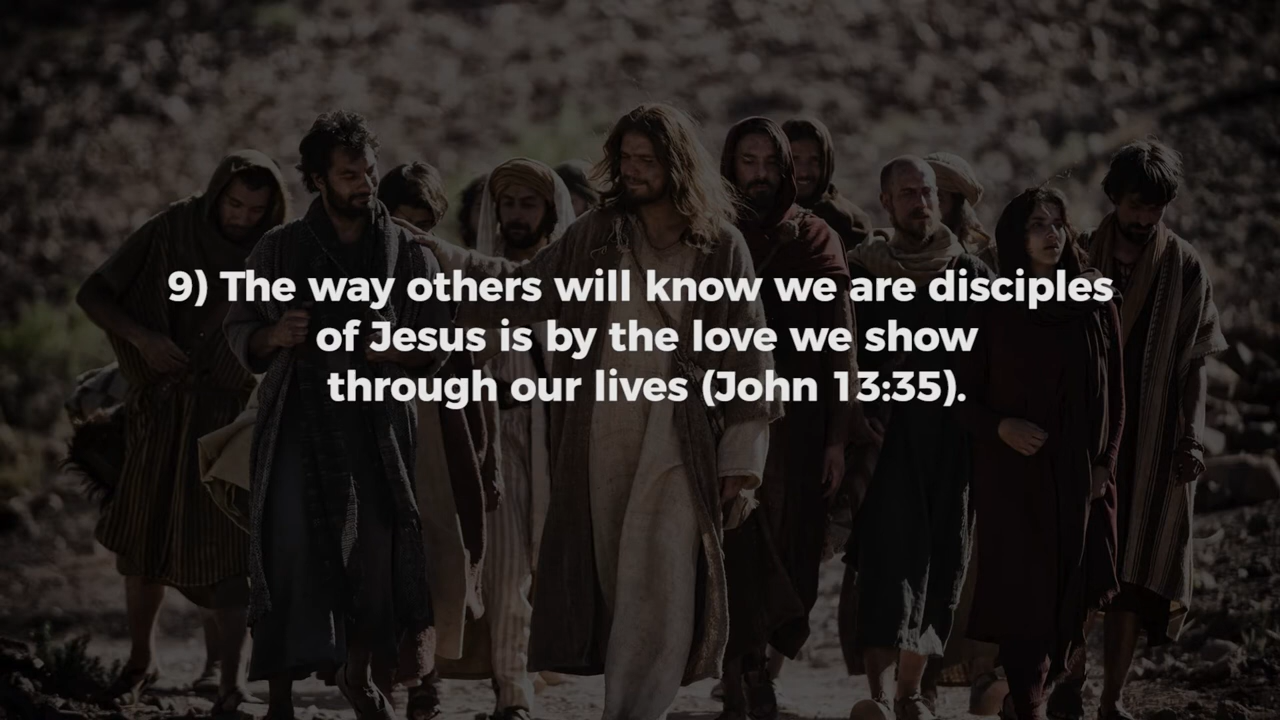 9) The way others will know we are disciples
of Jesus is by the love we show
through our lives (John 13:35).